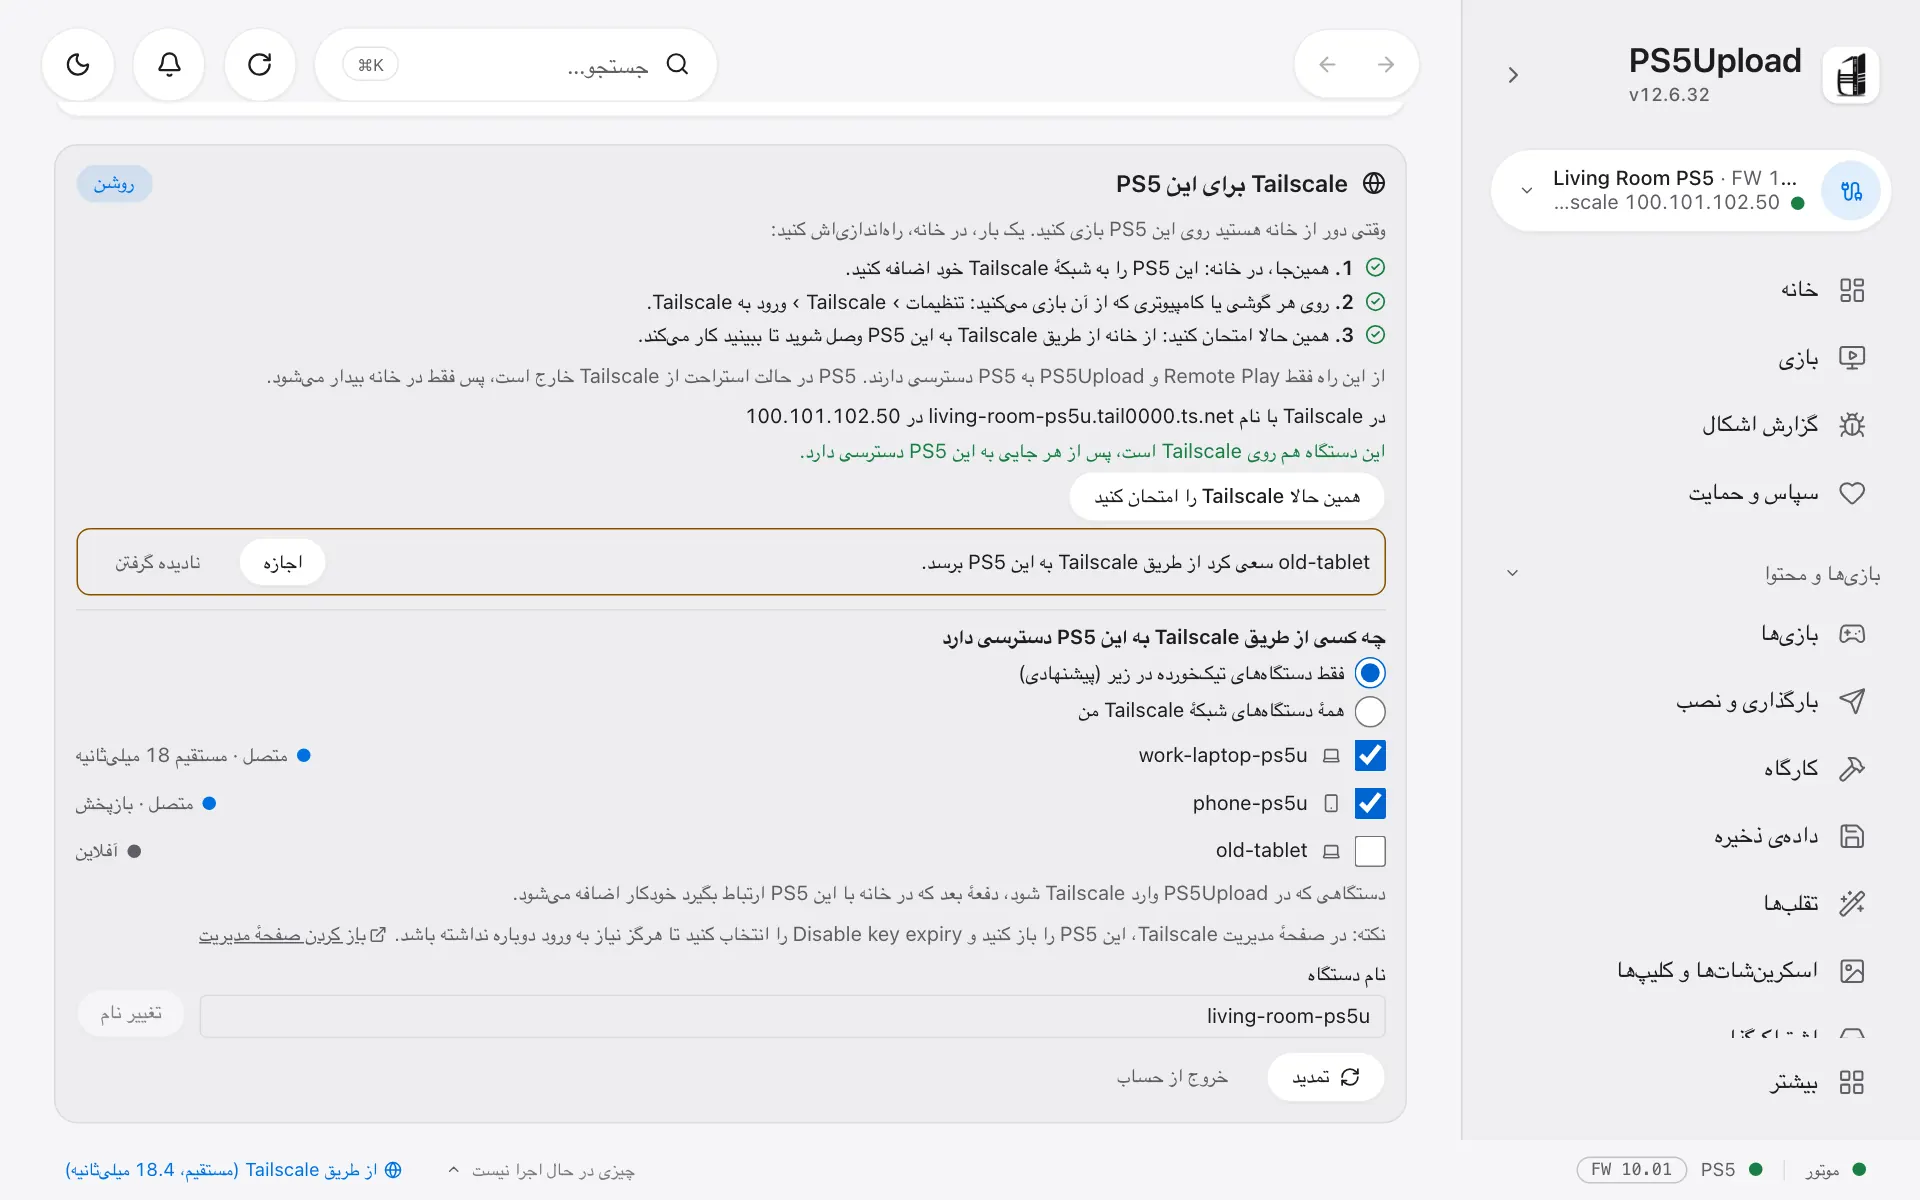 PS5Upload
v12.6.32
Living Room PS5 · FW 1...
...scale 100.101.102.50
خانه
بازی
گزارش اشکال
سپاس و حمایت
بازی‌ها و محتوا
بازی‌ها
بارگذاری و نصب
کارگاه
داده‌ی ذخیره
تقلب‌ها
اسکرین‌شات‌ها و کلیپ‌ها
بیشتر
موتور
PS5
FW 10.01
جستجو...
⌘K
Tailscale برای این PS5
روشن
وقتی دور از خانه هستید روی این PS5 بازی کنید. یک بار، در خانه، راه‌اندازی‌اش کنید:
1. همین‌جا، در خانه: این PS5 را به شبکهٔ Tailscale خود اضافه کنید.
2. روی هر گوشی یا کامپیوتری که از آن بازی می‌کنید: تنظیمات › Tailscale › ورود به Tailscale.
3. همین حالا امتحان کنید: از خانه از طریق Tailscale به این PS5 وصل شوید تا ببینید کار می‌کند.
از این راه فقط Remote Play و PS5Upload به PS5 دسترسی دارند. PS5 در حالت استراحت از Tailscale خارج است، پس فقط در خانه بیدار می‌شود.
در Tailscale با نام living-room-ps5u.tail0000.ts.net در 100.101.102.50
این دستگاه هم روی Tailscale است، پس از هر جایی به این PS5 دسترسی دارد.
همین حالا Tailscale را امتحان کنید
old-tablet سعی کرد از طریق Tailscale به این PS5 برسد.
اجازه
نادیده گرفتن
چه کسی از طریق Tailscale به این PS5 دسترسی دارد
فقط دستگاه‌های تیک‌خورده در زیر (پیشنهادی)
همهٔ دستگاه‌های شبکهٔ Tailscale من
work-laptop-ps5u
متصل · مستقیم 18 میلی‌ثانیه
phone-ps5u
متصل · بازپخش
old-tablet
آفلاین
دستگاهی که در PS5Upload وارد Tailscale شود، دفعهٔ بعد که در خانه با این PS5 ارتباط بگیرد خودکار اضافه می‌شود.
نکته: در صفحهٔ مدیریت Tailscale، این PS5 را باز کنید و Disable key expiry را انتخاب کنید تا هرگز نیاز به ورود دوباره نداشته باشد. باز کردن صفحهٔ مدیریت
نام دستگاه
living-room-ps5u
تغییر نام
تمدید
خروج از حساب
چیزی در حال اجرا نیست
از طریق Tailscale (مستقیم، 18.4 میلی‌ثانیه)